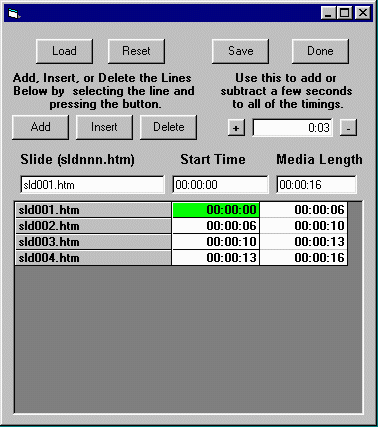 Load Reset Save Done
Add, Insert, or Delete the Lines
Below by selecting the line and
pressing the button.
Use this to add or
subtract a few seconds
to all of the timings.
Add Insert Delete + 0:03 -
Slide (sldnnn.htm) Start Time Media Length
sld001.htm 00:00:00 00:00:16
sld001.htm 00:00:00 00:00:06
sld002.htm 00:00:06 00:00:10
sld003.htm 00:00:10 00:00:13
sld004.htm 00:00:13 00:00:16